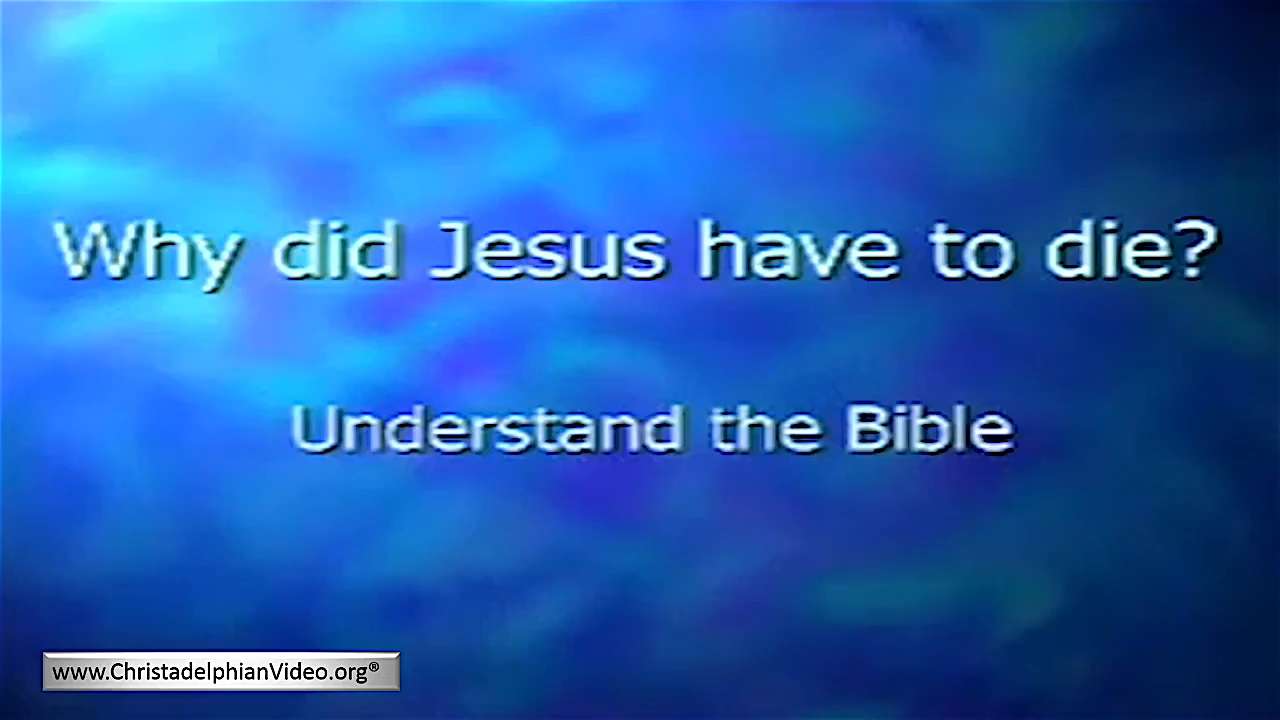 Why did Jesus have to die?
Understand the Bible
www.ChristadelphianVideo.org®